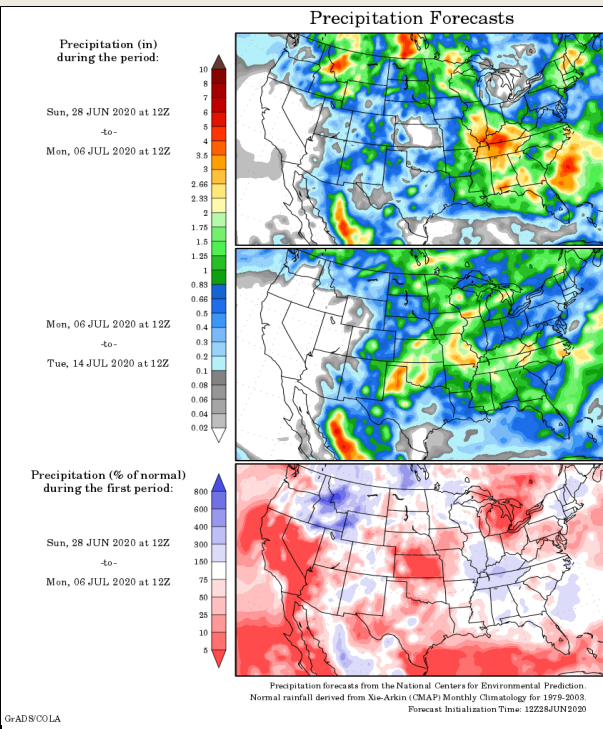 Precipitation Forecasts
Precipitation (in)
during the period:
Sun, 28 JUN 2020 at 12Z
-to-
Mon, 06 JUL 2020 at 12Z
10
8
7
6
5
4
3.5
3
2.66
2.33
2
1.75
1.5
1.25
1
0.83
0.66
0.5
0.4
0.3
0.2
0.1
0.08
0.06
0.04
0.02
Mon, 06 JUL 2020 at 12Z
-to-
Tue, 14 JUL 2020 at 12Z
Precipitation (% of normal)
during the first period:
Sun, 28 JUN 2020 at 12Z
-to-
Mon, 06 JUL 2020 at 12Z
800
600
400
300
150
75
50
25
10
5
Precipitation forecasts from the National Centers for Environmental Prediction.
Normal rainfall derived from Xie-Arkin (CMAP) Monthly Climatology for 1979-2003.
Forecast Initialization Time: 12Z28JUN2020
GrADS/COLA